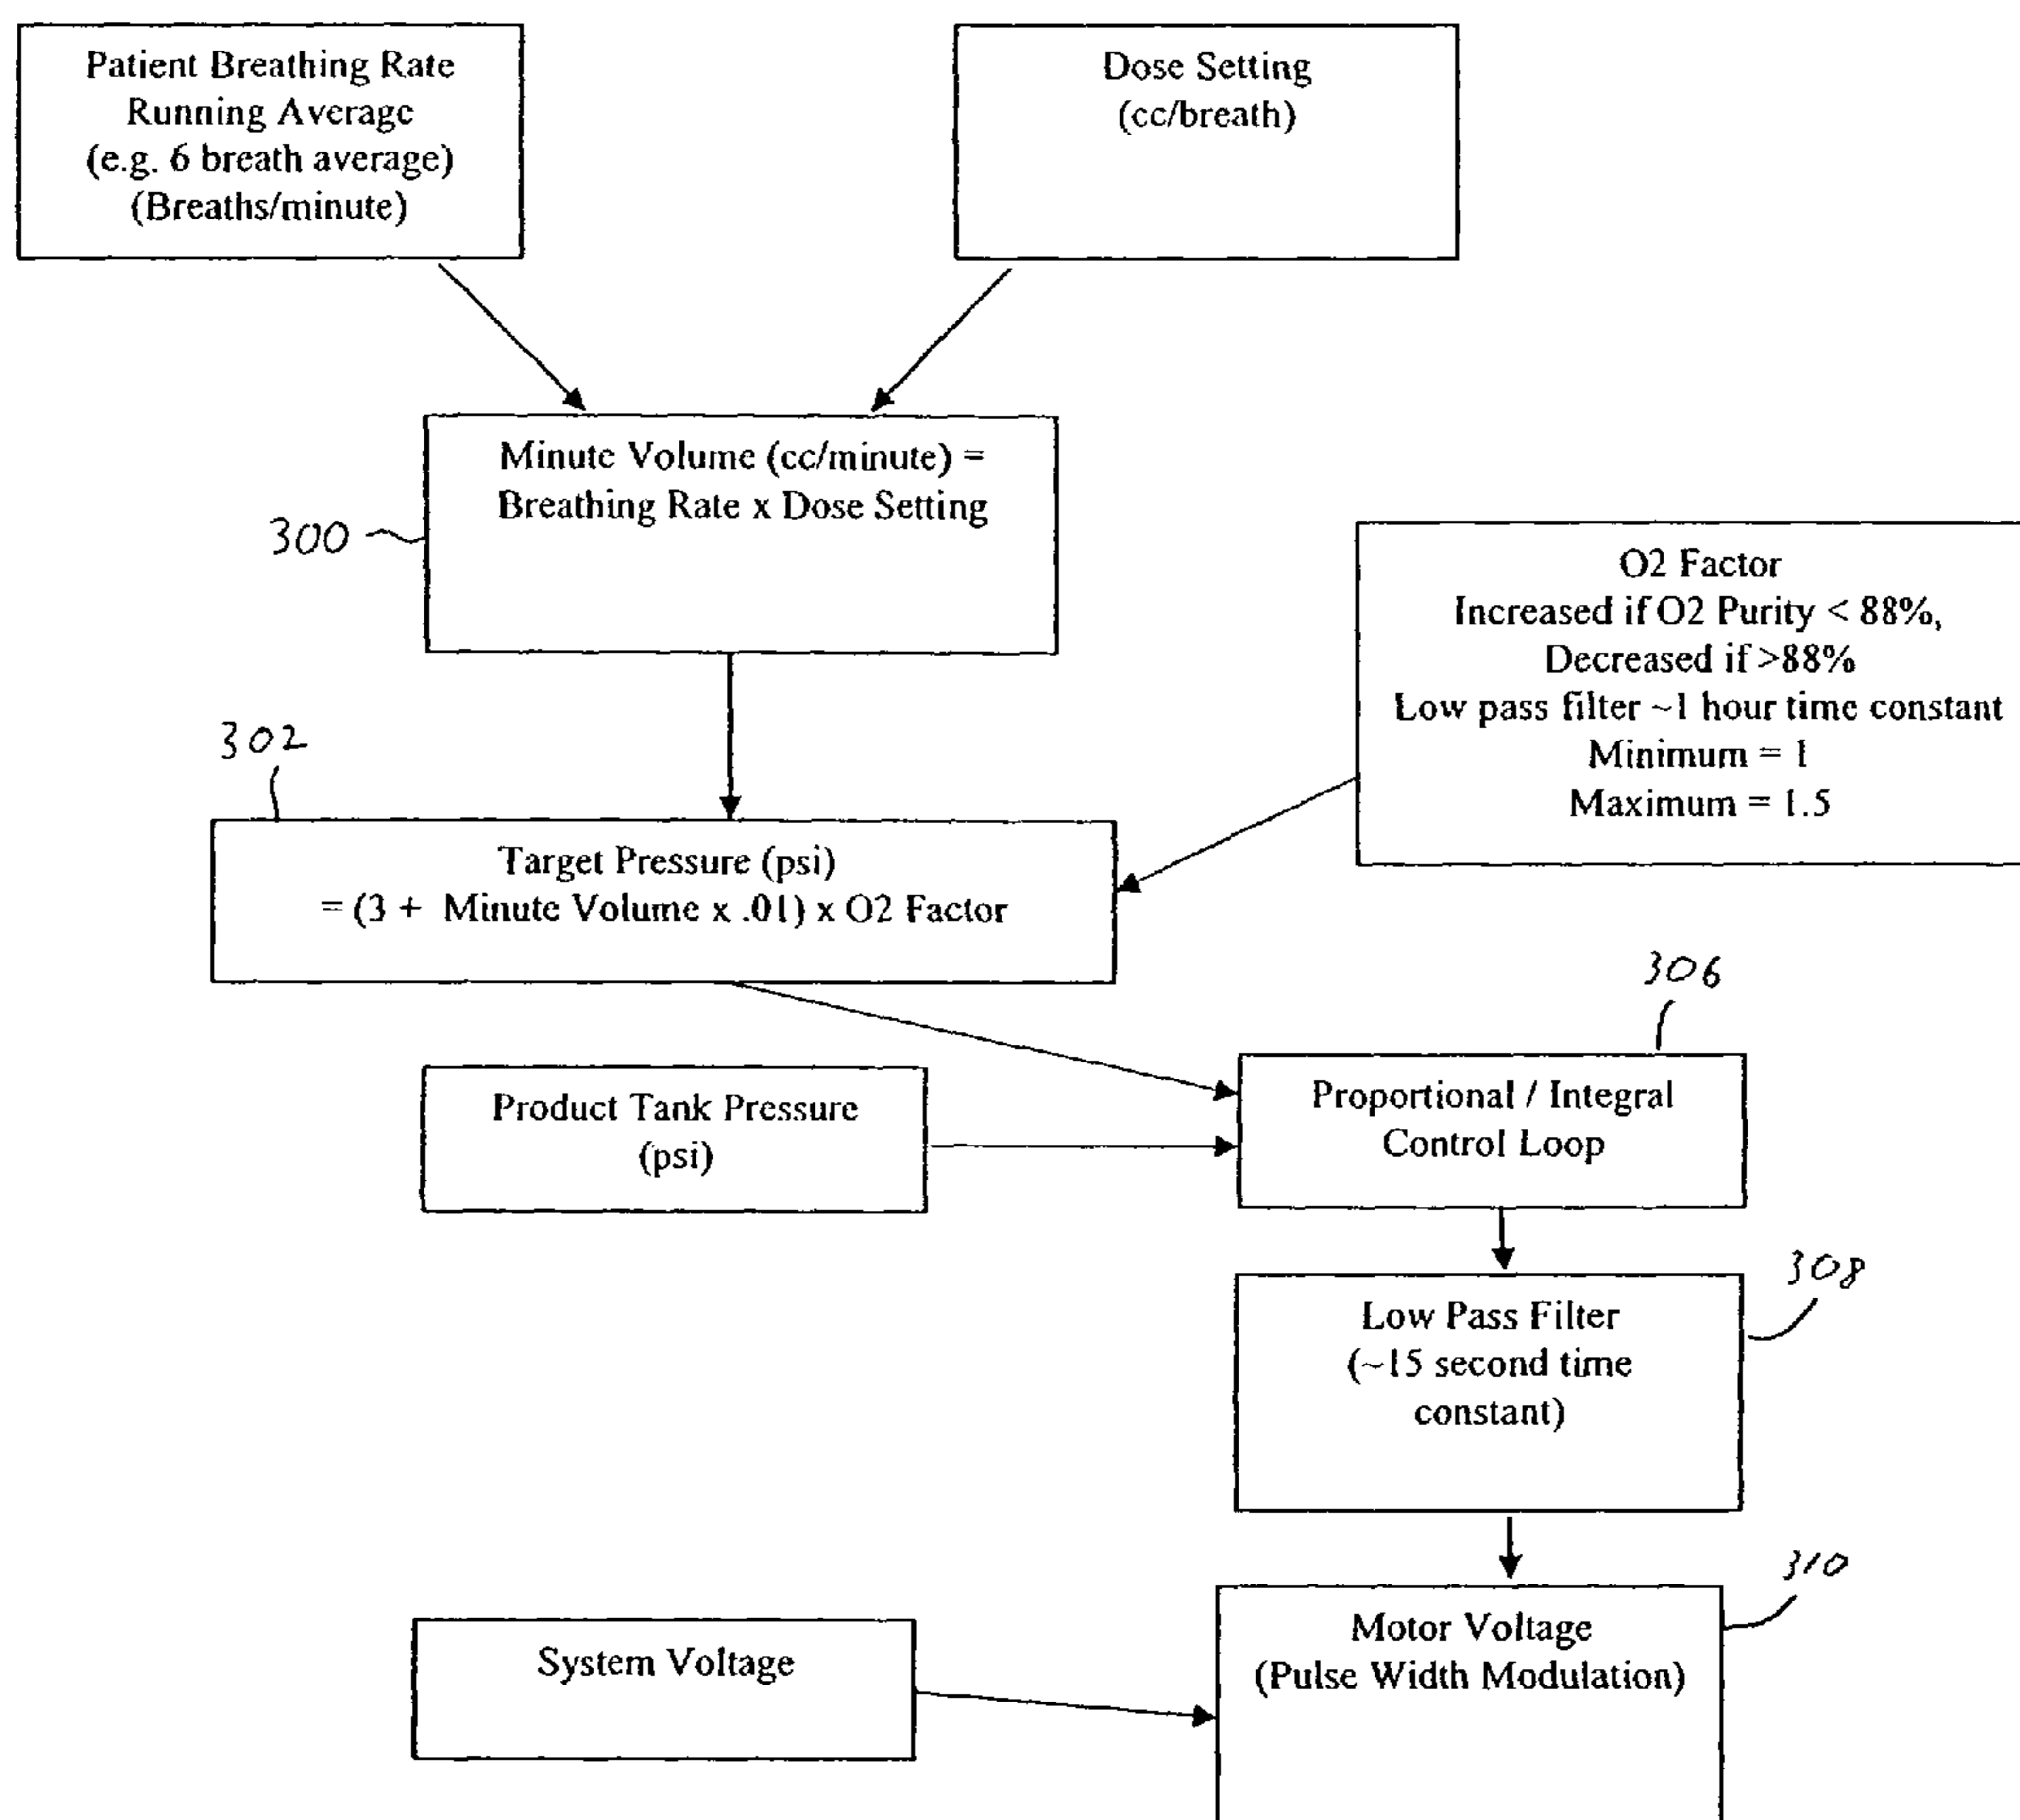 Patient Breathing Rate
Running Average
(e.g. 6 breath average)
(Breaths/minute)
Dose Setting
(cc/breath)
Minute Volume (cc/minute) =
Breathing Rate x Dose Setting
300
O2 Factor
Increased if O2 Purity < 88%,
Decreased if >88%
Low pass filter ~1 hour time constant
Minimum = 1
Maximum = 1.5
302
Target Pressure (psi)
= (3 + Minute Volume x .01) x O2 Factor
306
Product Tank Pressure
(psi)
Proportional / Integral
Control Loop
308
Low Pass Filter
(~15 second time
constant)
310
System Voltage
Motor Voltage
(Pulse Width Modulation)